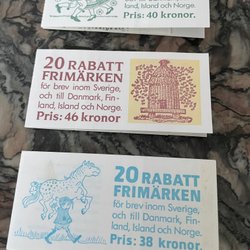 land, Island och Norge.
Pris: 40 kronor.
20 RABATT
FRIMÄRKEN
för brev inom Sverige,
och till Danmark, Fin-
land, Island och Norge.
Pris: 46 kronor
20 RABATT
FRIMÄRKEN
för brev inom Sverige,
och till Danmark, Fin-
land, Island och Norge.
Pris: 38 kronor.